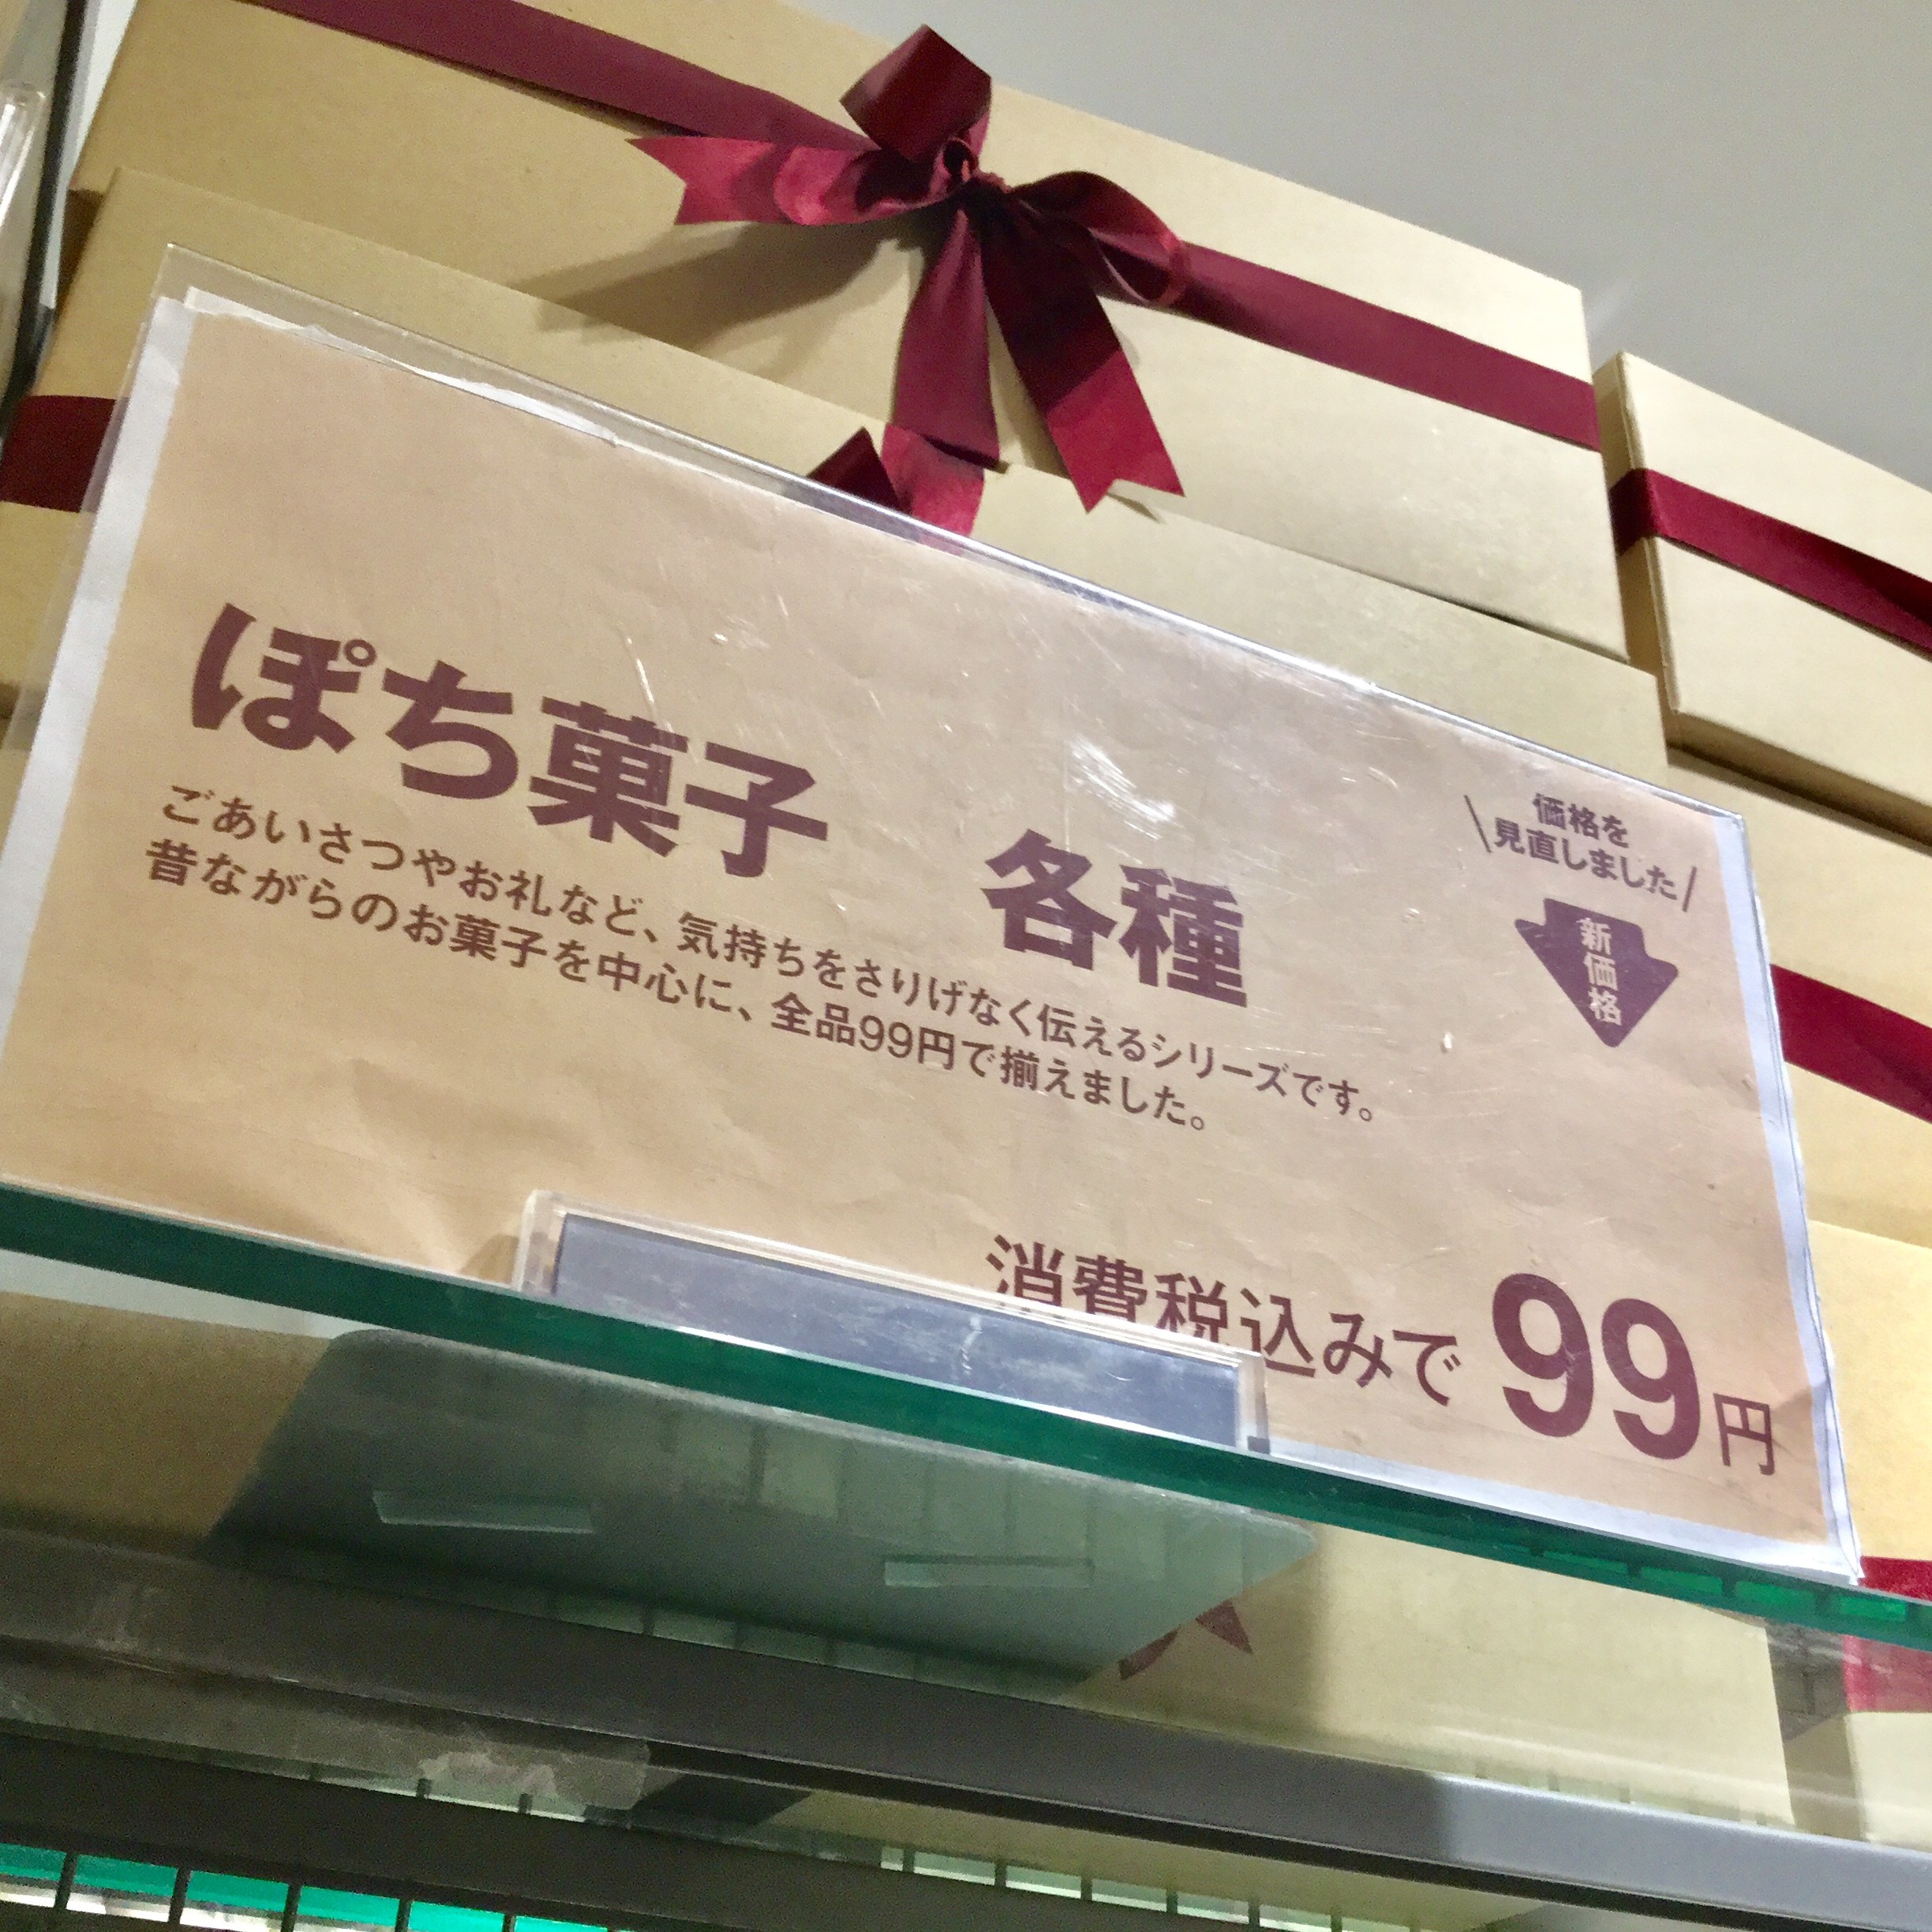 ぽち菓子 各種
ごあいさつやお礼など、気持ちをさりげなく伝えるシリーズです。
昔ながらのお菓子を中心に、全品99円で揃えました。
価格を
見直しました
新価格
消費税込みで 99円